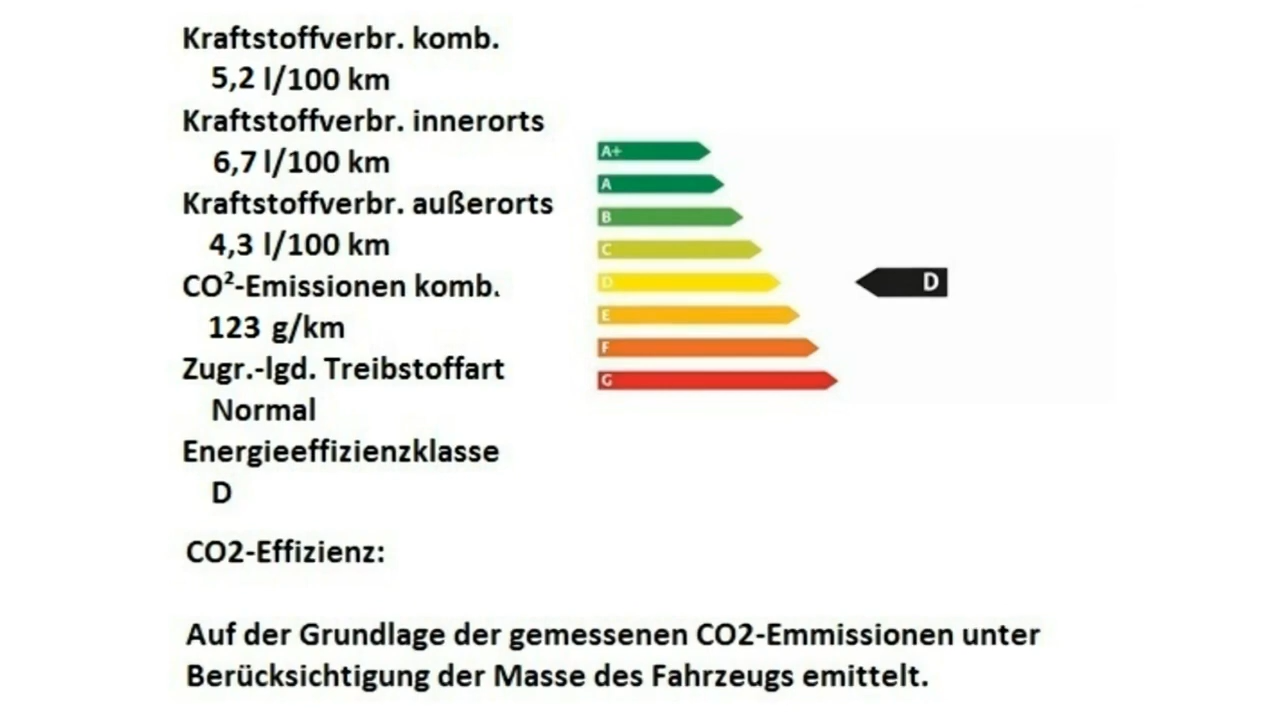 Kraftstoffverbr. komb.
5,2 l/100 km
Kraftstoffverbr. innerorts
6,7 l/100 km
Kraftstoffverbr. außerorts
4,3 l/100 km
CO²-Emissionen komb.
123 g/km
Zugr.-lgd. Treibstoffart
Normal
Energieeffizienzklasse
D
A+
A
B
C
D
D
E
F
G
CO2-Effizienz:
Auf der Grundlage der gemessenen CO2-Emmissionen unter
Berücksichtigung der Masse des Fahrzeugs emittelt.